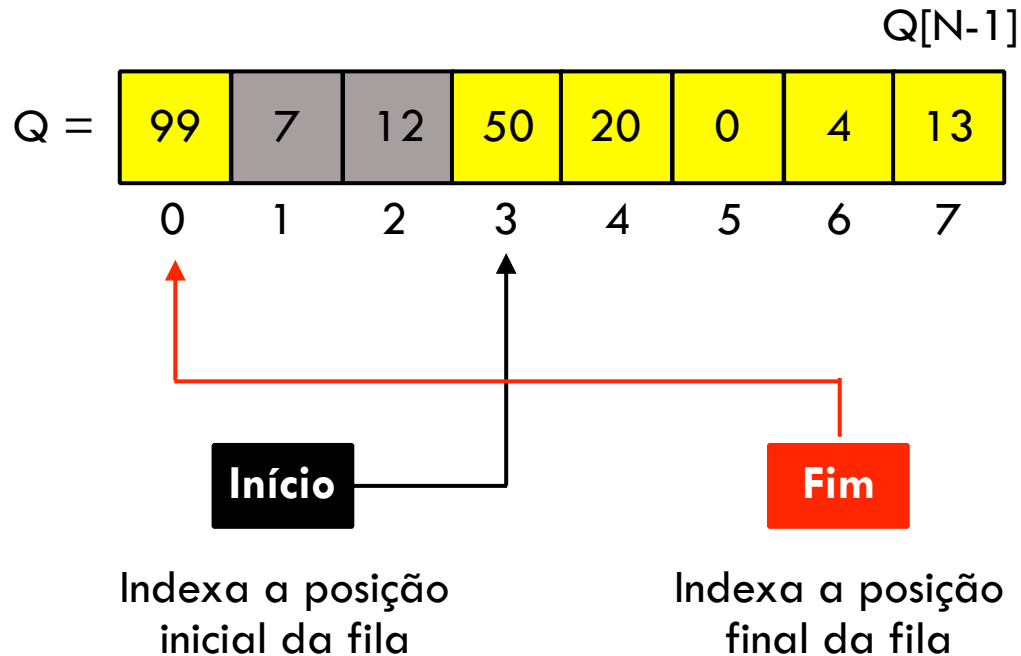 Q[N-1]
Q = 99 7 12 50 20 0 4 13
0 1 2 3 4 5 6 7
Início Fim
Indexa a posição
inicial da fila
Indexa a posição
final da fila